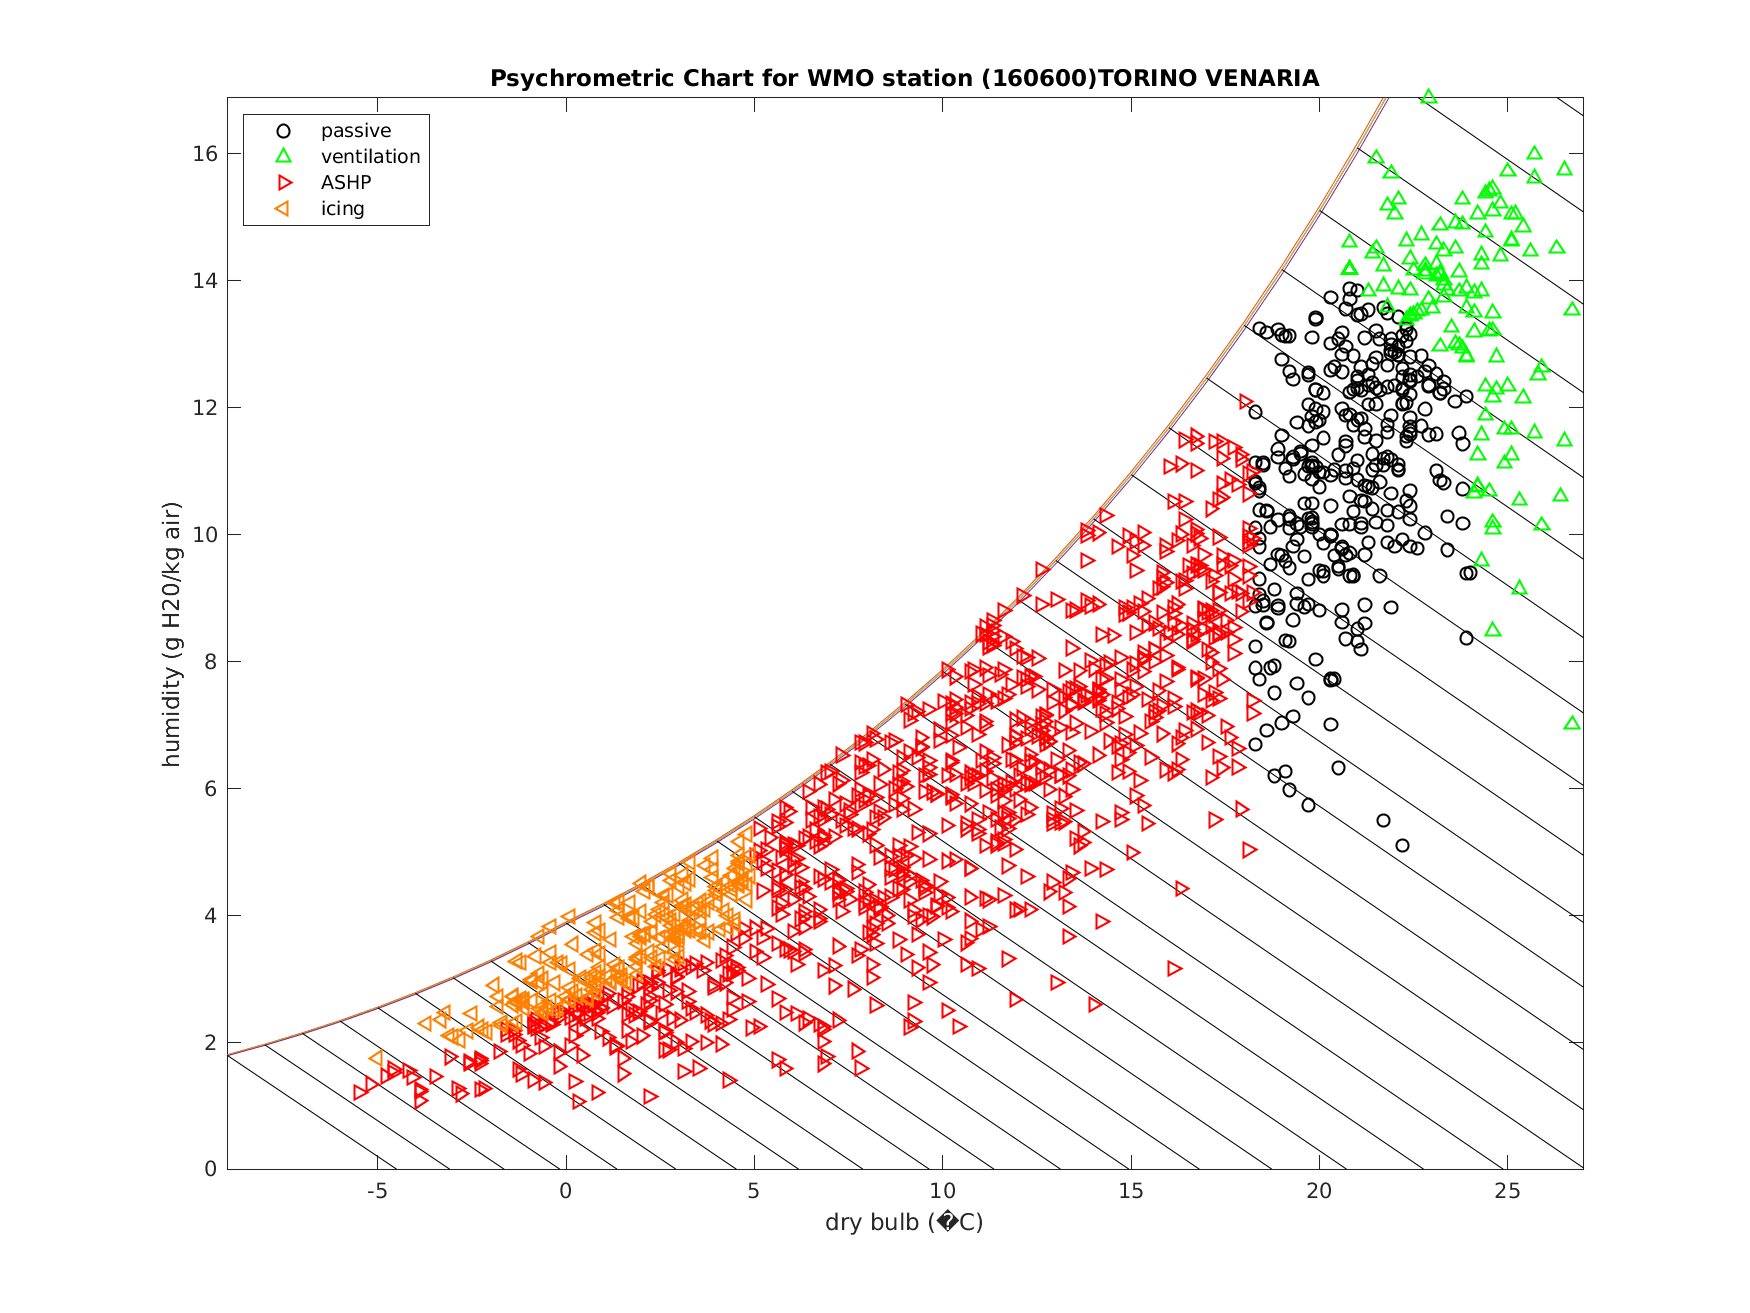 Psychrometric Chart for WMO station (160600)TORINO VENARIA
passive
ventilation
ASHP
icing
16
14
12
10
8
6
4
2
0
humidity (g H20/kg air)
-5 0 5 10 15 20 25
dry bulb (�C)